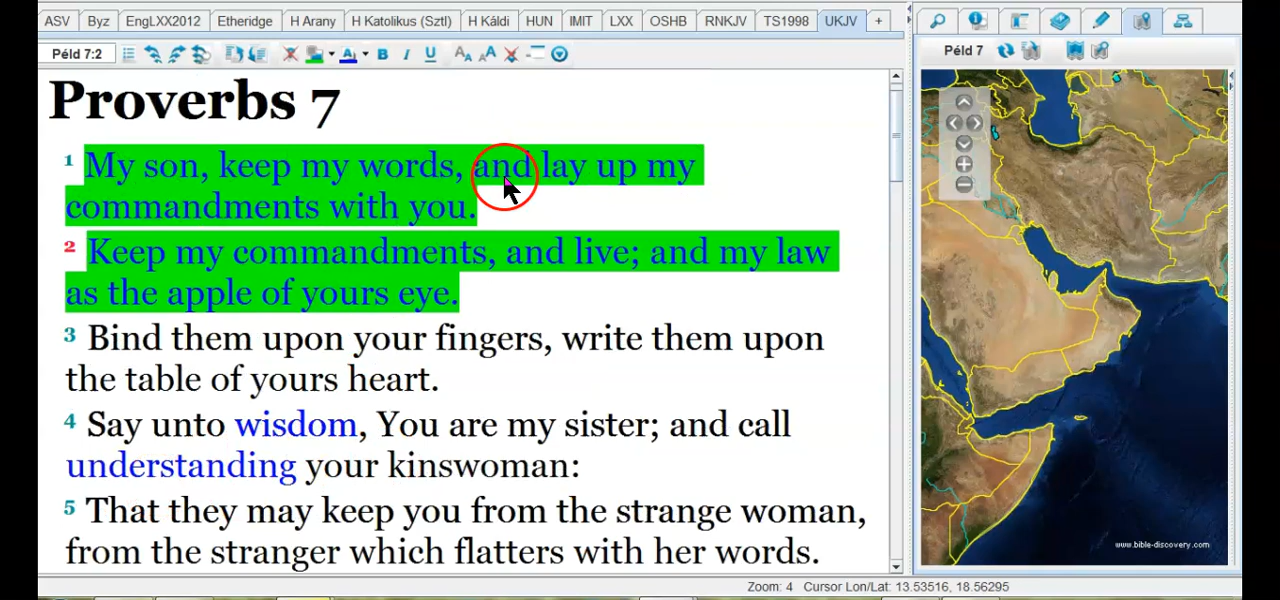 ASV Byz EngLXX2012 Etheridge H Arany H Katolikus (Sztl) H Káldi HUN IMIT LXX OSHB RNKJV TS1998 UKJV +
Péld 7:2
Péld 7
Proverbs 7
1 My son, keep my words, and lay up my
commandments with you.
2 Keep my commandments, and live; and my law
as the apple of yours eye.
3 Bind them upon your fingers, write them upon
the table of yours heart.
4 Say unto wisdom, You are my sister; and call
understanding your kinswoman:
5 That they may keep you from the strange woman,
from the stranger which flatters with her words.
www.bible-discovery.com
Zoom: 4 Cursor Lon/Lat: 13.53516, 18.56295